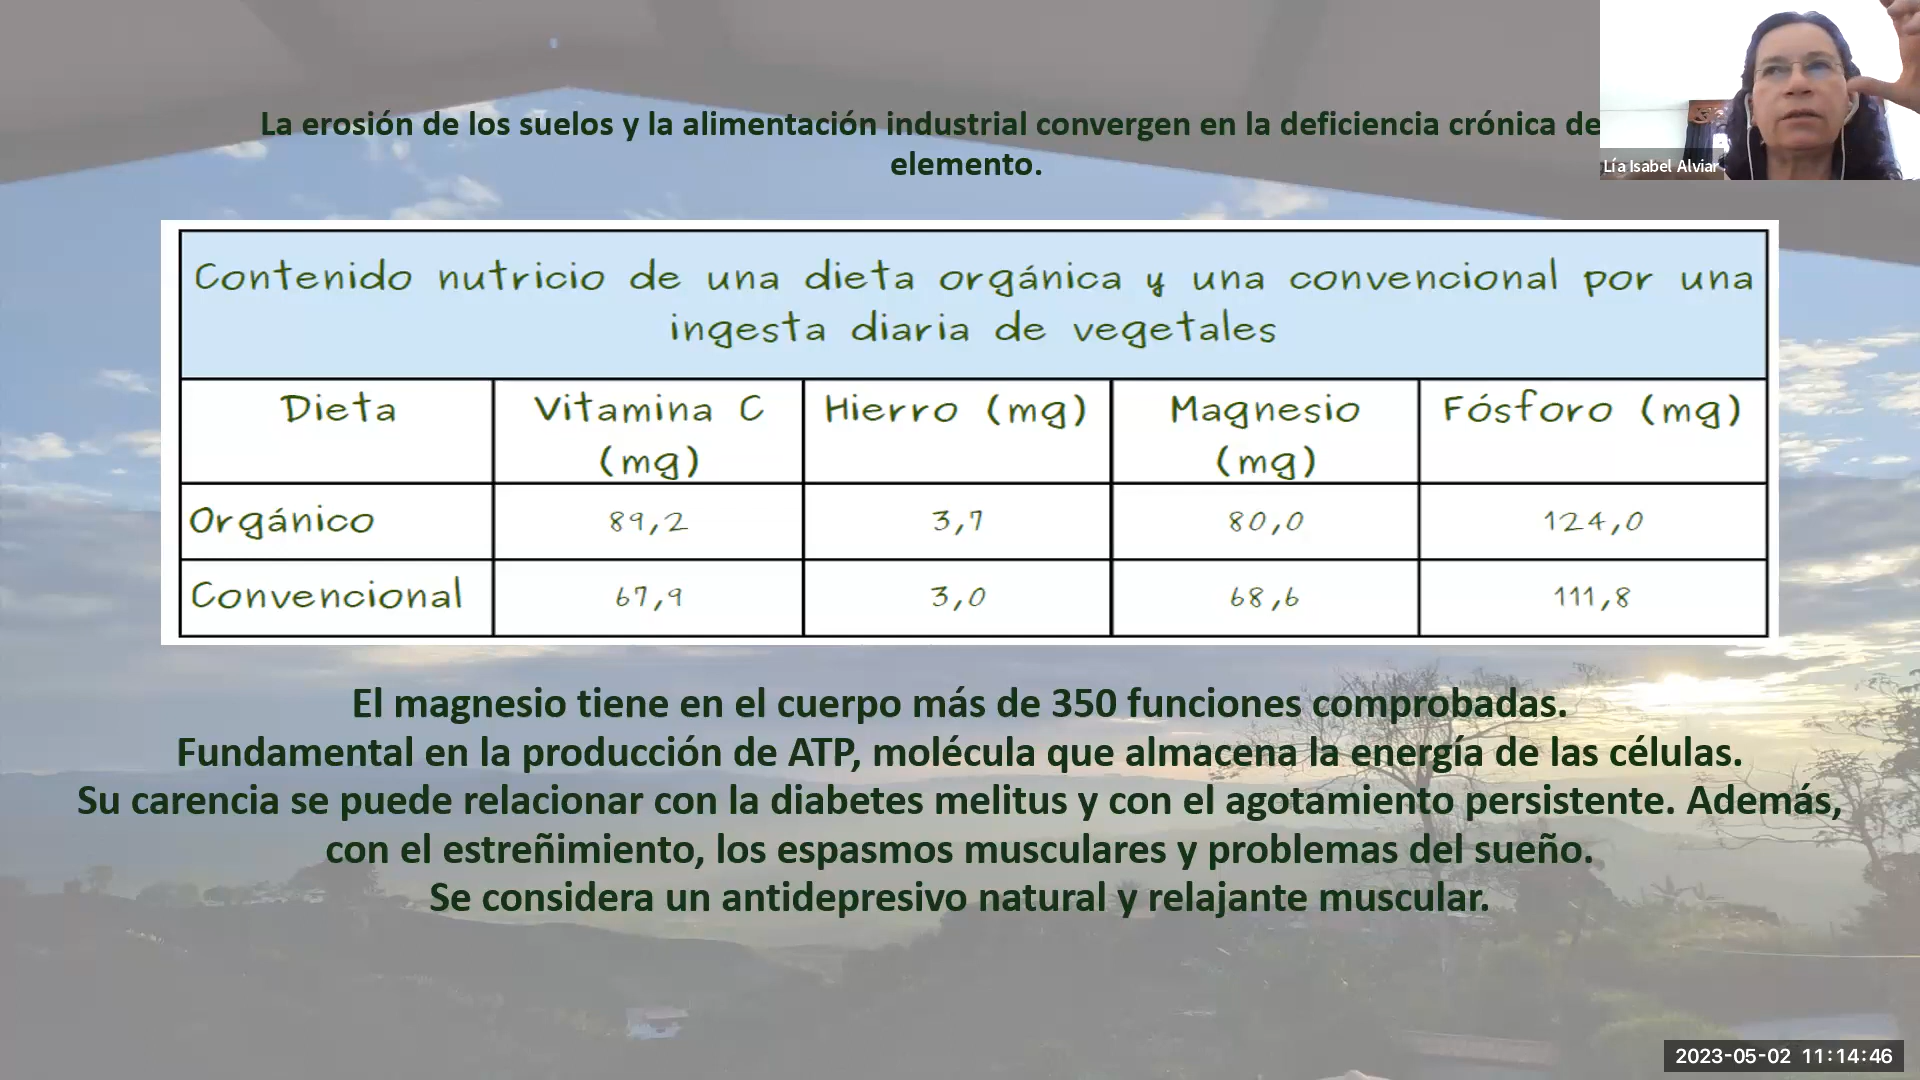 La erosión de los suelos y la alimentación industrial convergen en la deficiencia crónica de
elemento.
Lía Isabel Alviar
Contenido nutricio de una dieta orgánica y una convencional por una
ingesta diaria de vegetales
Dieta Vitamina C (mg) Hierro (mg) Magnesio (mg) Fósforo (mg)
Orgánico 89,2 3,7 80,0 124,0
Convencional 67,9 3,0 68,6 111,8
El magnesio tiene en el cuerpo más de 350 funciones comprobadas.
Fundamental en la producción de ATP, molécula que almacena la energía de las células.
Su carencia se puede relacionar con la diabetes melitus y con el agotamiento persistente. Además,
con el estreñimiento, los espasmos musculares y problemas del sueño.
Se considera un antidepresivo natural y relajante muscular.
2023-05-02 11:14:46